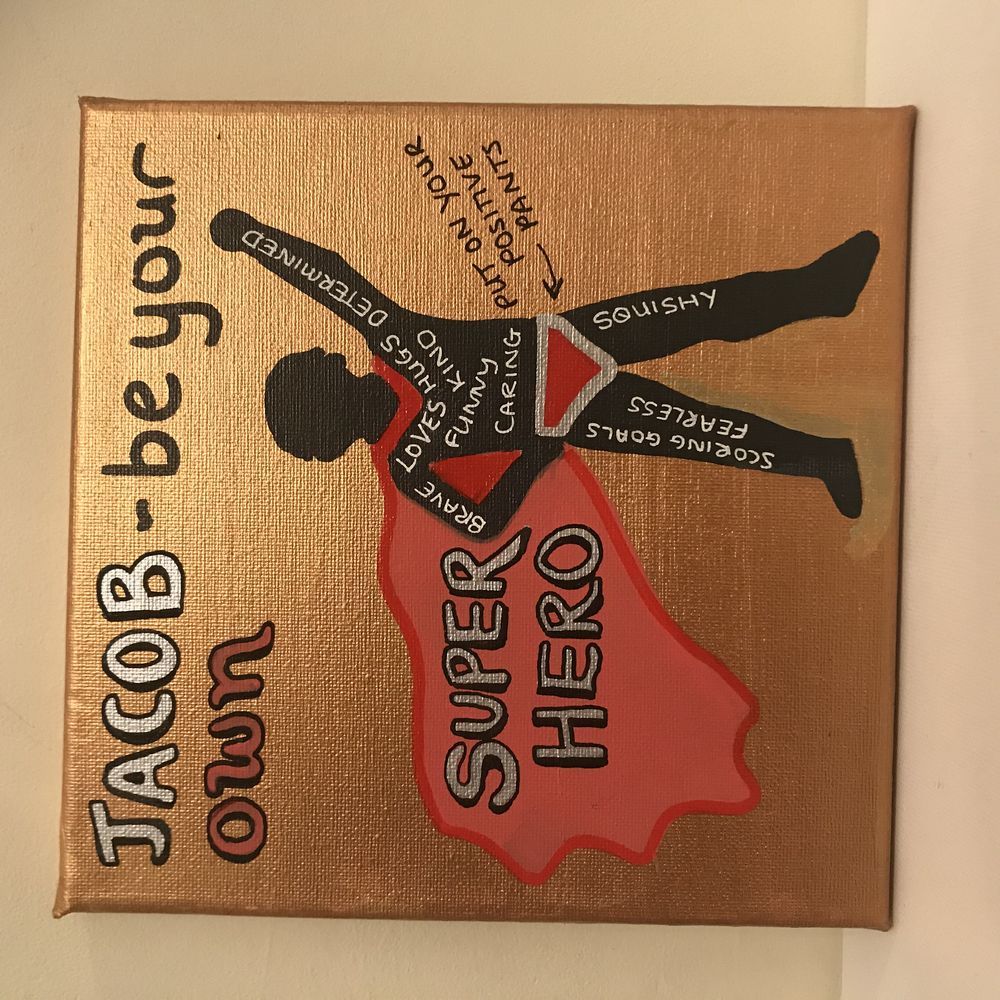 JACOB - be your
own
SUPER
HERO
DETERMINED
LOVES HUGS
KIND
FUNNY
CARING
BRAVE
PUT ON YOUR
POSITIVE
PANTS
SQUISHY
FEARLESS
SCORING GOALS